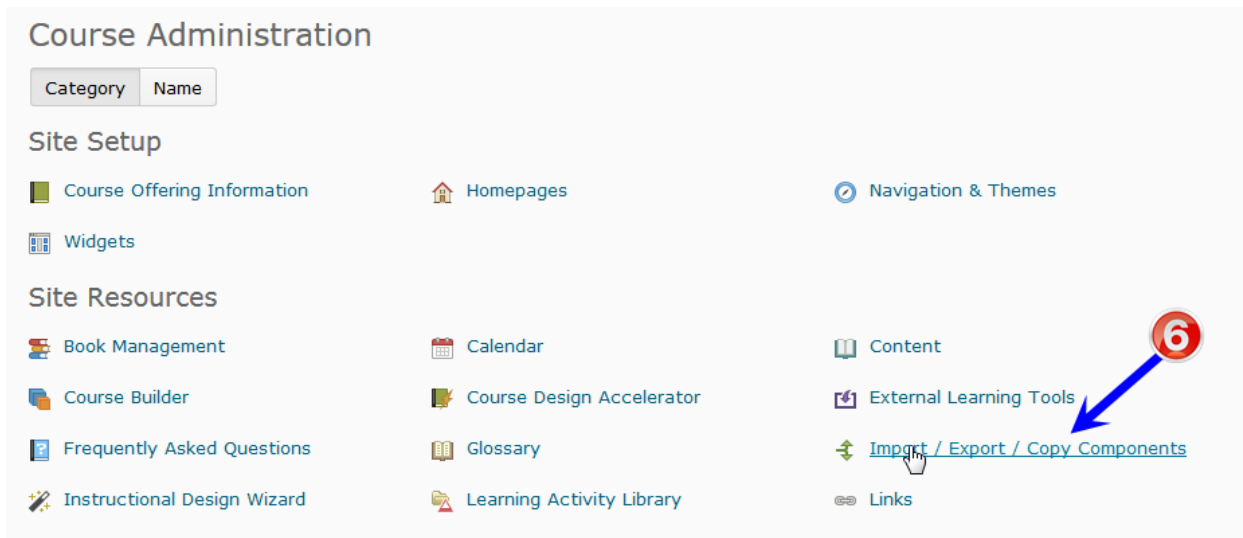 Course Administration
Category Name
Site Setup
Course Offering Information Homepages Navigation & Themes
Widgets
Site Resources
6
Book Management Calendar Content
Course Builder Course Design Accelerator External Learning Tools
Frequently Asked Questions Glossary Import / Export / Copy Components
Instructional Design Wizard Learning Activity Library Links